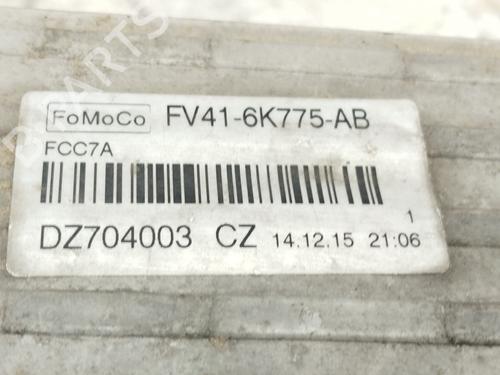 FoMoCo FV41-6K775-AB
FCC7A
1
DZ704003 CZ 14.12.15 21:06